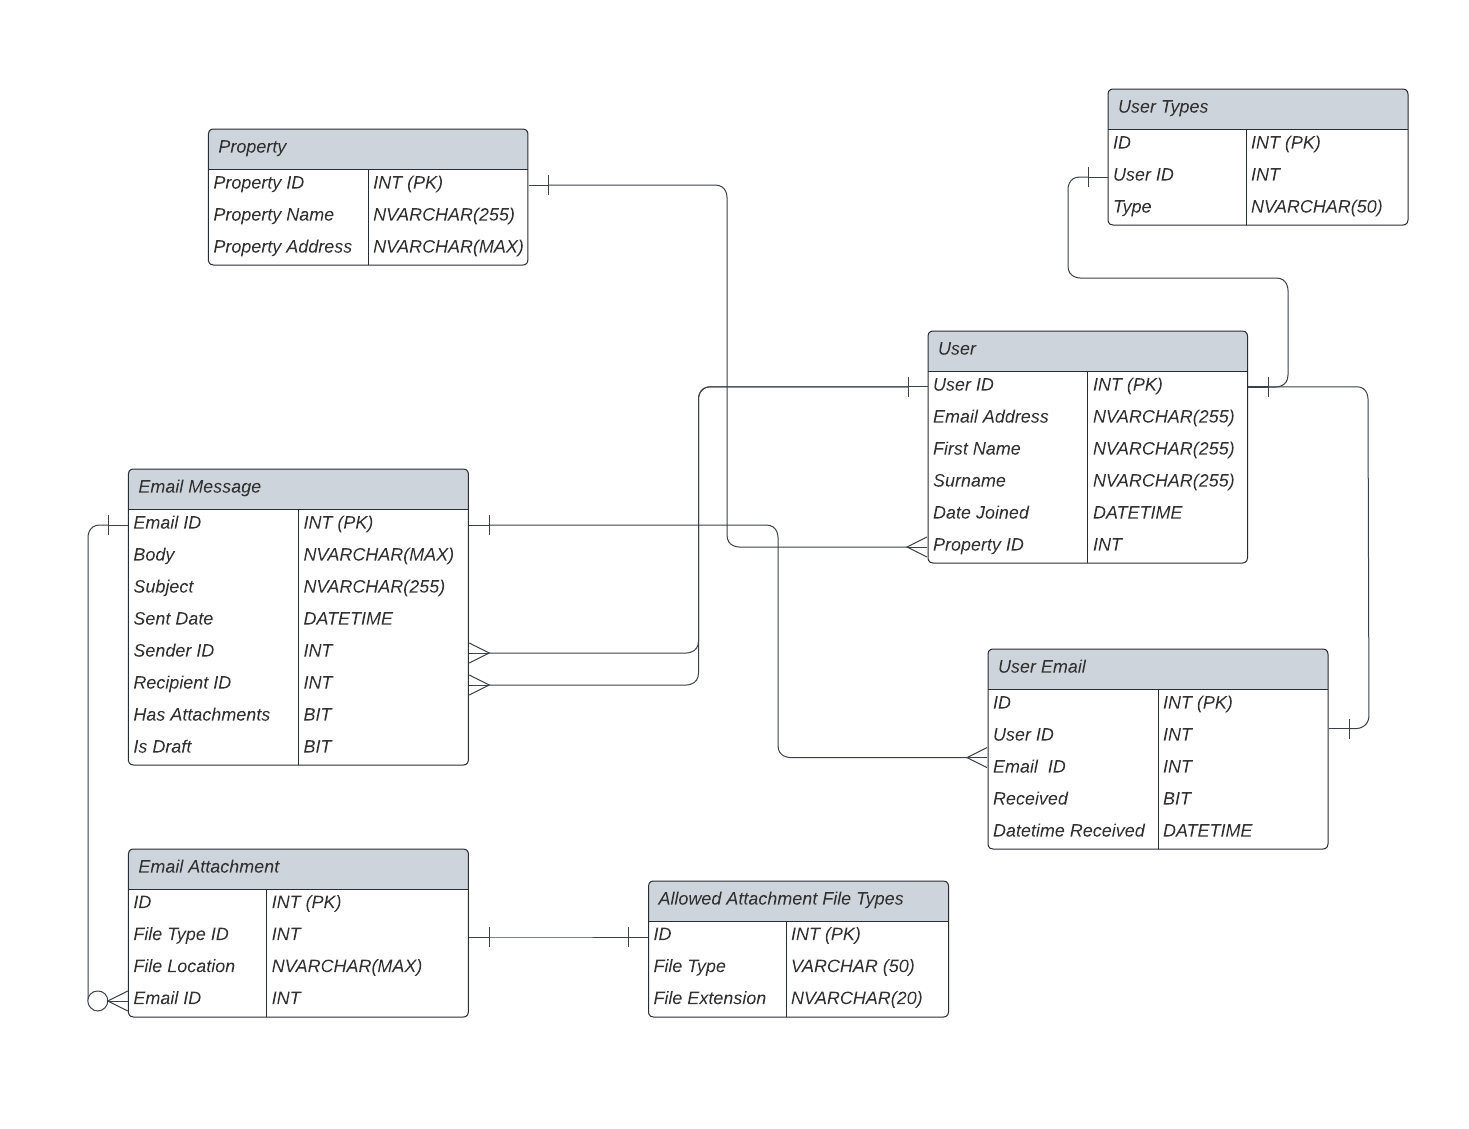 User Types
ID INT (PK)
User ID INT
Type NVARCHAR(50)
Property
Property ID INT (PK)
Property Name NVARCHAR(255)
Property Address NVARCHAR(MAX)
User
User ID INT (PK)
Email Address NVARCHAR(255)
First Name NVARCHAR(255)
Surname NVARCHAR(255)
Date Joined DATETIME
Property ID INT
Email Message
Email ID INT (PK)
Body NVARCHAR(MAX)
Subject NVARCHAR(255)
Sent Date DATETIME
Sender ID INT
Recipient ID INT
Has Attachments BIT
Is Draft BIT
User Email
ID INT (PK)
User ID INT
Email  ID INT
Received BIT
Datetime Received DATETIME
Email Attachment
ID INT (PK)
File Type ID INT
File Location NVARCHAR(MAX)
Email ID INT
Allowed Attachment File Types
ID INT (PK)
File Type VARCHAR (50)
File Extension NVARCHAR(20)